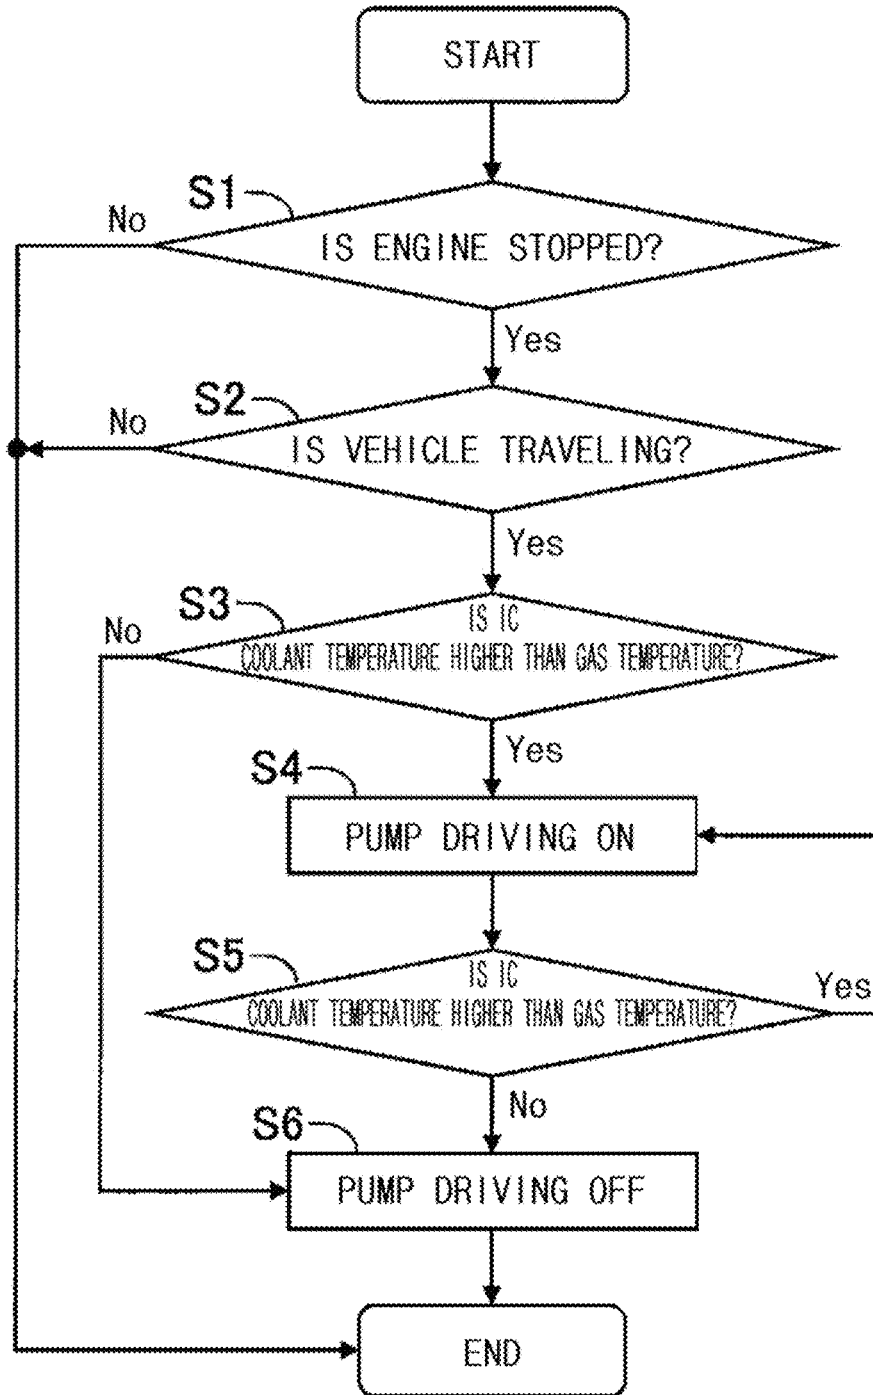 START
S1
No
IS ENGINE STOPPED?
Yes
S2
No
IS VEHICLE TRAVELING?
Yes
S3
No
IS IC
COOLANT TEMPERATURE HIGHER THAN GAS TEMPERATURE?
Yes
S4
PUMP DRIVING ON
S5
IS IC
COOLANT TEMPERATURE HIGHER THAN GAS TEMPERATURE?
Yes
No
S6
PUMP DRIVING OFF
END